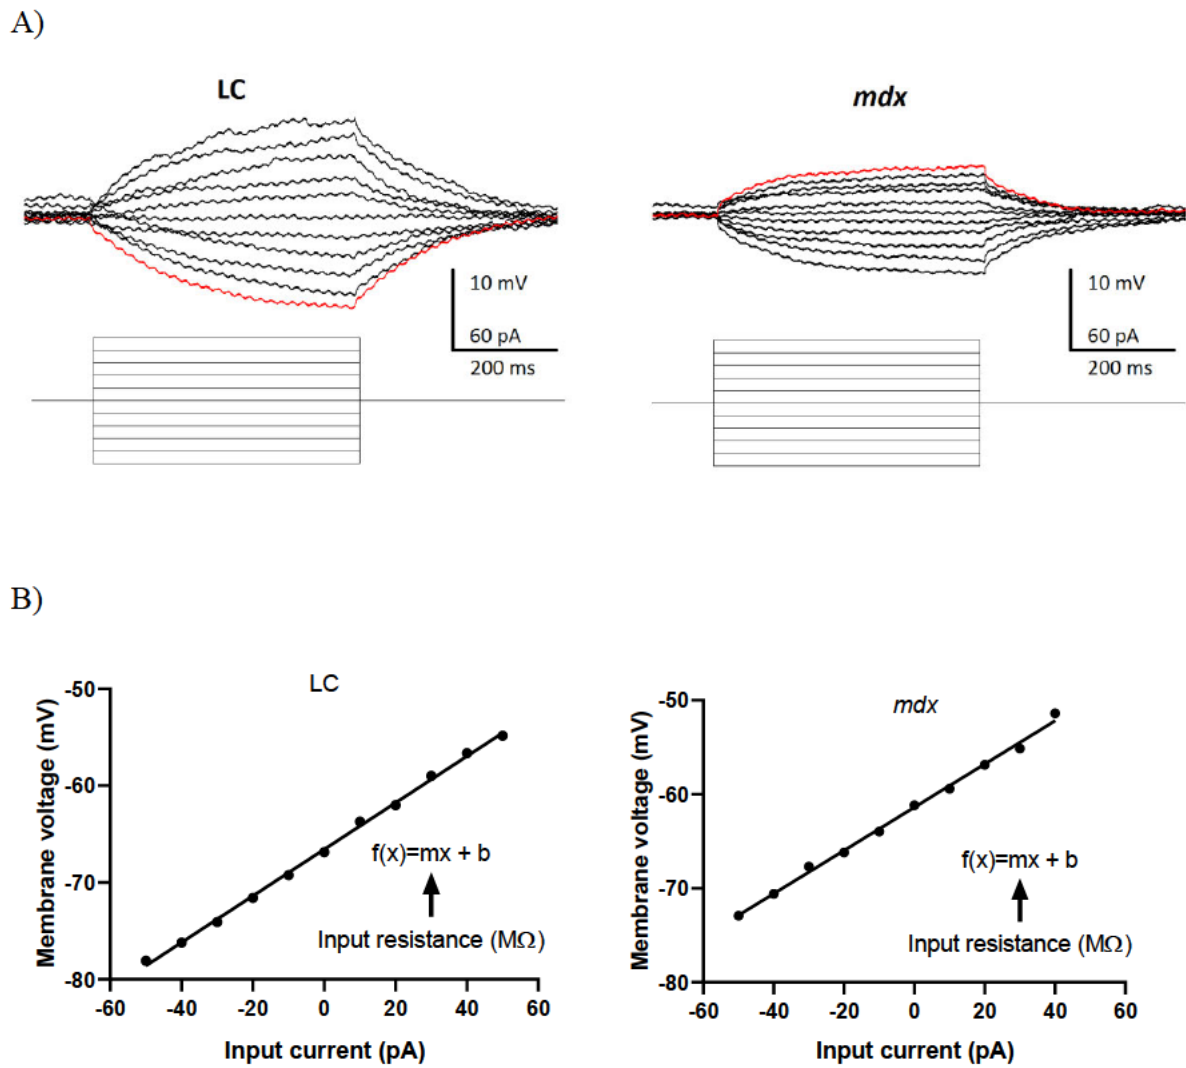 A)
LC
mdx
10 mV
60 pA
200 ms
10 mV
60 pA
200 ms
B)
LC
Membrane voltage (mV)
-50
-60
-70
-80
f(x)=mx + b
Input resistance (MΩ)
-60 -40 -20 0 20 40 60
Input current (pA)
mdx
Membrane voltage (mV)
-50
-60
-70
-80
f(x)=mx + b
Input resistance (MΩ)
-60 -40 -20 0 20 40 60
Input current (pA)